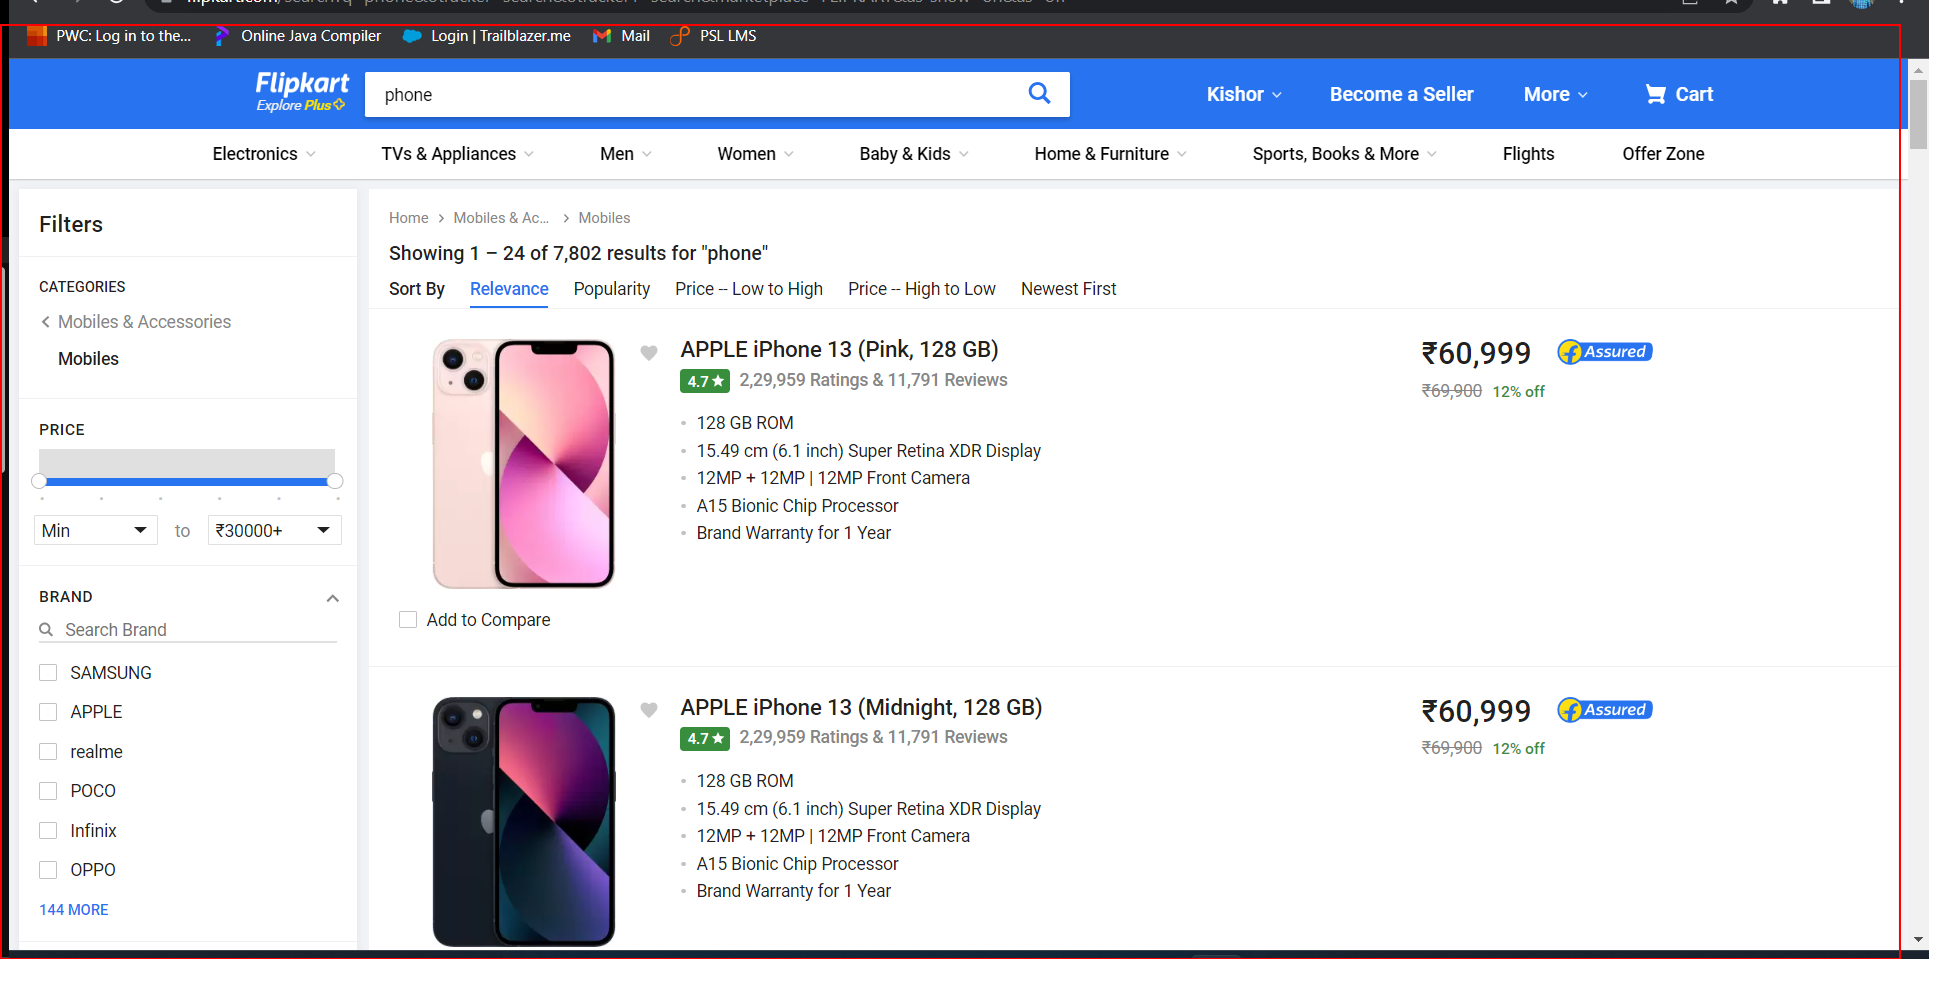 PWC: Log in to the...
Online Java Compiler
Login | Trailblazer.me
Mail
PSL LMS
Flipkart
Explore Plus
phone
Kishor
Become a Seller
More
Cart
Electronics
TVs & Appliances
Men
Women
Baby & Kids
Home & Furniture
Sports, Books & More
Flights
Offer Zone
Filters
CATEGORIES
Mobiles & Accessories
Mobiles
PRICE
Min
to
₹30000+
BRAND
Search Brand
SAMSUNG
APPLE
realme
POCO
Infinix
OPPO
144 MORE
Home
Mobiles & Ac...
Mobiles
Showing 1 – 24 of 7,802 results for "phone"
Sort By
Relevance
Popularity
Price -- Low to High
Price -- High to Low
Newest First
APPLE iPhone 13 (Pink, 128 GB)
4.7★ 2,29,959 Ratings & 11,791 Reviews
128 GB ROM
15.49 cm (6.1 inch) Super Retina XDR Display
12MP + 12MP | 12MP Front Camera
A15 Bionic Chip Processor
Brand Warranty for 1 Year
₹60,999
Assured
₹69,900 12% off
Add to Compare
APPLE iPhone 13 (Midnight, 128 GB)
4.7★ 2,29,959 Ratings & 11,791 Reviews
128 GB ROM
15.49 cm (6.1 inch) Super Retina XDR Display
12MP + 12MP | 12MP Front Camera
A15 Bionic Chip Processor
Brand Warranty for 1 Year
₹60,999
Assured
₹69,900 12% off